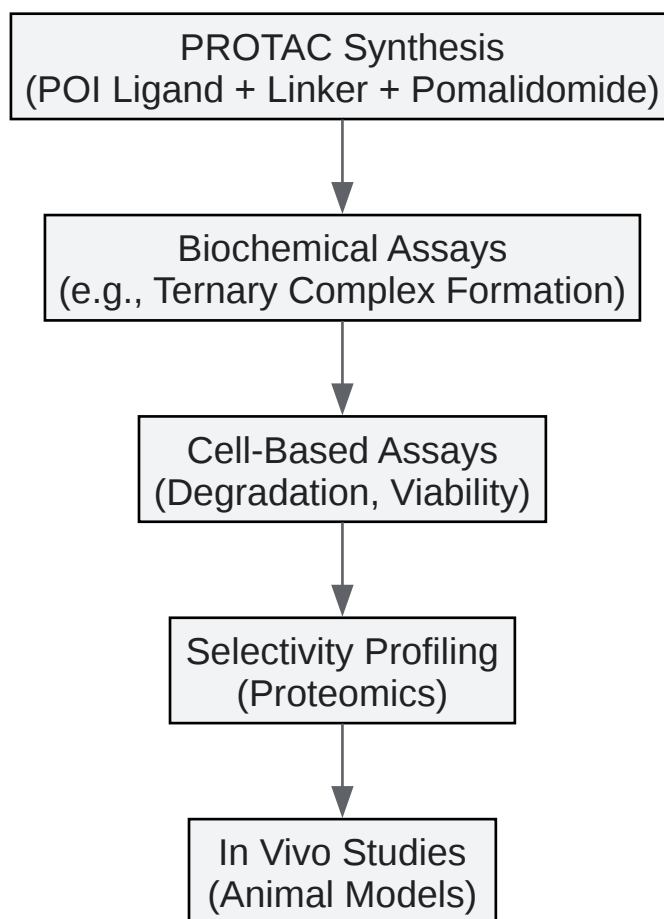 PROTAC Synthesis
(POI Ligand + Linker + Pomalidomide)
Biochemical Assays
(e.g., Ternary Complex Formation)
Cell-Based Assays
(Degradation, Viability)
Selectivity Profiling
(Proteomics)
In Vivo Studies
(Animal Models)